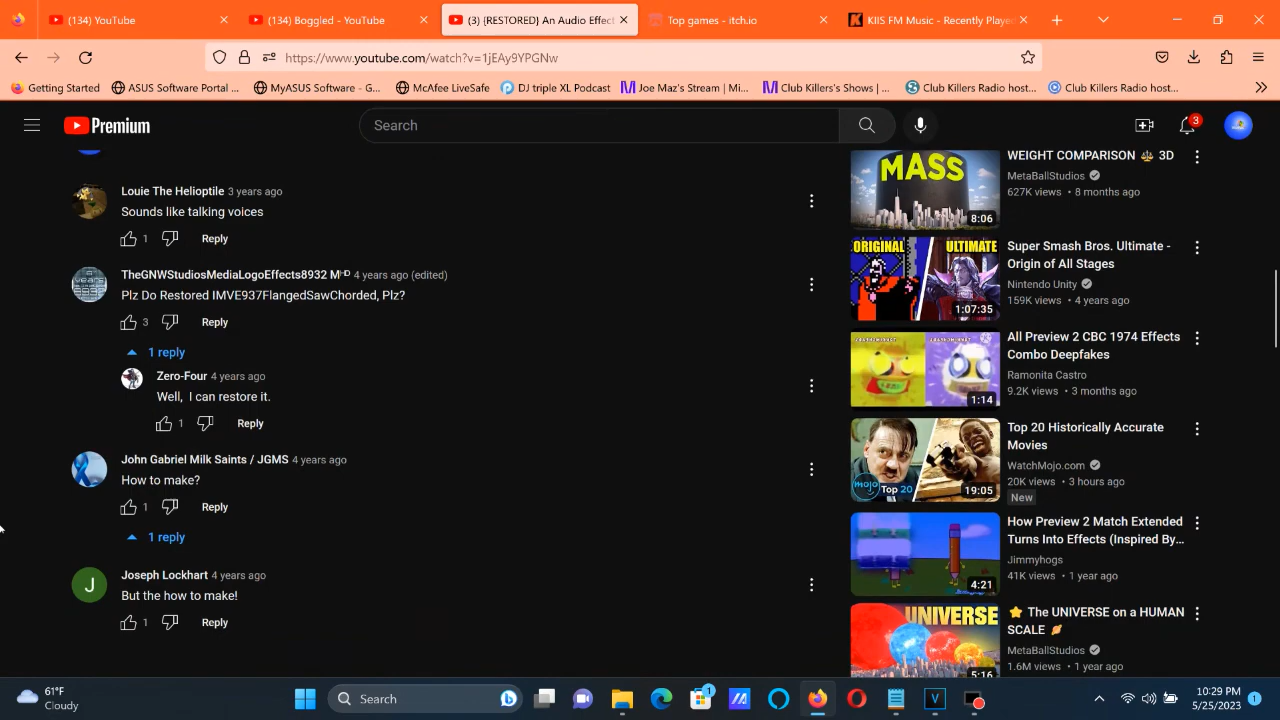 (134) YouTube
(134) Boggled - YouTube
(3) {RESTORED} An Audio Effect
Top games - itch.io
KIIS FM Music - Recently Playe
https://www.youtube.com/watch?v=1jEAy9YPGNw
Getting Started
ASUS Software Portal ...
MyASUS Software - G...
McAfee LiveSafe
DJ triple XL Podcast
Joe Maz's Stream | Mi...
Club Killers's Shows | ...
Club Killers Radio host...
Club Killers Radio host...
Premium
Search
3
Louie The Helioptile 3 years ago
Sounds like talking voices
1 Reply
TheGNWStudiosMediaLogoEffects8932 Mᴴᴰ 4 years ago (edited)
Plz Do Restored IMVE937FlangedSawChorded, Plz?
3 Reply
1 reply
Zero-Four 4 years ago
Well, I can restore it.
1 Reply
John Gabriel Milk Saints / JGMS 4 years ago
How to make?
1 Reply
1 reply
J
Joseph Lockhart 4 years ago
But the how to make!
1 Reply
MASS
8:06
WEIGHT COMPARISON ⚖ 3D
MetaBallStudios
627K views • 8 months ago
ORIGINAL
ULTIMATE
1:07:35
Super Smash Bros. Ultimate -
Origin of All Stages
Nintendo Unity
159K views • 4 years ago
1:14
All Preview 2 CBC 1974 Effects
Combo Deepfakes
Ramonita Castro
9.2K views • 3 months ago
mojo
Top 20
19:05
Top 20 Historically Accurate
Movies
WatchMojo.com
20K views • 3 hours ago
New
4:21
How Preview 2 Match Extended
Turns Into Effects (Inspired By...
Jimmyhogs
41K views • 1 year ago
UNIVERSE
5:16
⭐ The UNIVERSE on a HUMAN
SCALE 🪐
MetaBallStudios
1.6M views • 1 year ago
61°F
Cloudy
Search
1
10:29 PM
5/25/2023
1